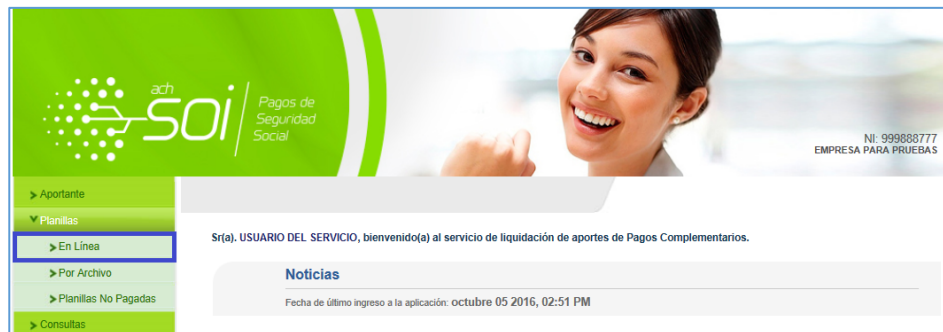 ach
SOI
Pagos de
Seguridad
Social
NI: 999888777
EMPRESA PARA PRUEBAS
Aportante
Planillas
En Línea
Por Archivo
Planillas No Pagadas
Consultas
Sr(a). USUARIO DEL SERVICIO, bienvenido(a) al servicio de liquidación de aportes de Pagos Complementarios.
Noticias
Fecha de último ingreso a la aplicación: octubre 05 2016, 02:51 PM